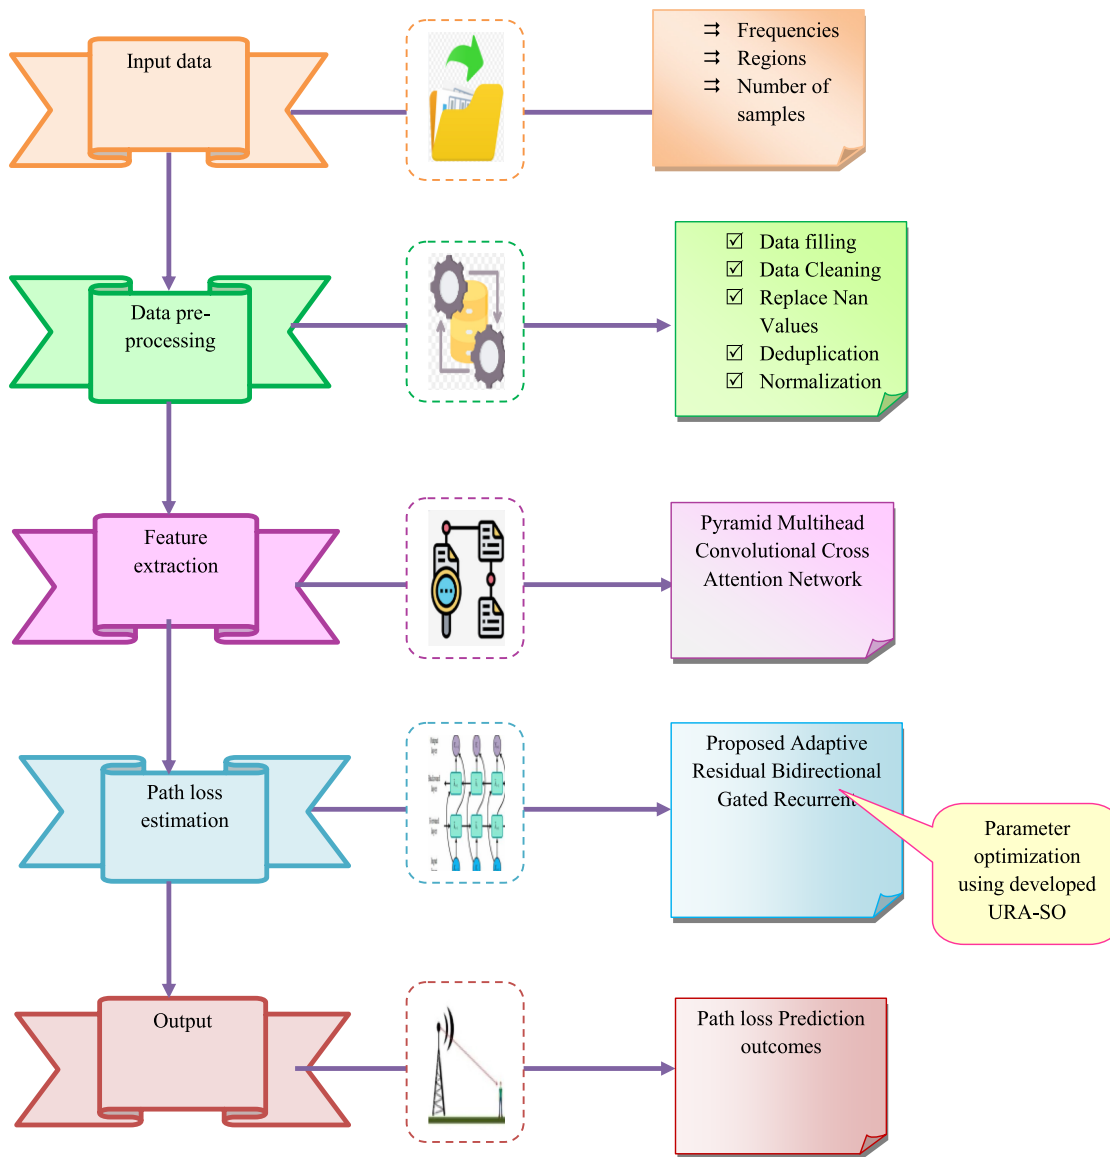 Input data
⇉ Frequencies
⇉ Regions
⇉ Number of
samples
Data pre-
processing
☑ Data filling
☑ Data Cleaning
☑ Replace Nan
Values
☑ Deduplication
☑ Normalization
Feature
extraction
Pyramid Multihead
Convolutional Cross
Attention Network
Path loss
estimation
Proposed Adaptive
Residual Bidirectional
Gated Recurrent
Parameter
optimization
using developed
URA-SO
Output
Path loss Prediction
outcomes